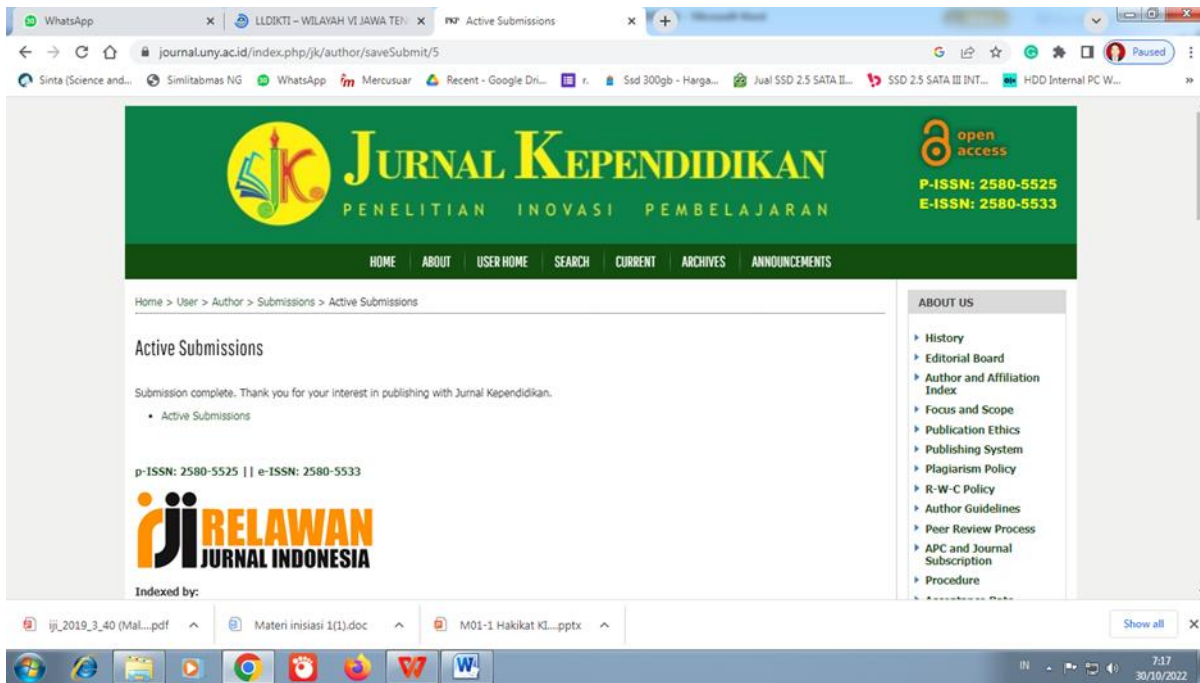 WhatsApp
LLDIKTI – WILAYAH VI JAWA TEN
PKP Active Submissions
journal.uny.ac.id/index.php/jk/author/saveSubmit/5
Paused
Sinta (Science and...
Simlitabmas NG
WhatsApp
Mercusuar
Recent - Google Dri...
r.
Ssd 300gb - Harga...
Jual SSD 2.5 SATA II...
SSD 2.5 SATA III INT...
HDD Internal PC W...
JK
JURNAL KEPENDIDIKAN
PENELITIAN INOVASI PEMBELAJARAN
open
access
P-ISSN: 2580-5525
E-ISSN: 2580-5533
HOME
ABOUT
USER HOME
SEARCH
CURRENT
ARCHIVES
ANNOUNCEMENTS
Home > User > Author > Submissions > Active Submissions
Active Submissions
Submission complete. Thank you for your interest in publishing with Jurnal Kependidikan.
• Active Submissions
p-ISSN: 2580-5525 || e-ISSN: 2580-5533
rji RELAWAN
JURNAL INDONESIA
Indexed by:
ABOUT US
History
Editorial Board
Author and Affiliation
Index
Focus and Scope
Publication Ethics
Publishing System
Plagiarism Policy
R-W-C Policy
Author Guidelines
Peer Review Process
APC and Journal
Subscription
Procedure
iji_2019_3_40 (Mal....pdf
Materi inisiasi 1(1).doc
M01-1 Hakikat KI....pptx
Show all
IN
7:17
30/10/2022